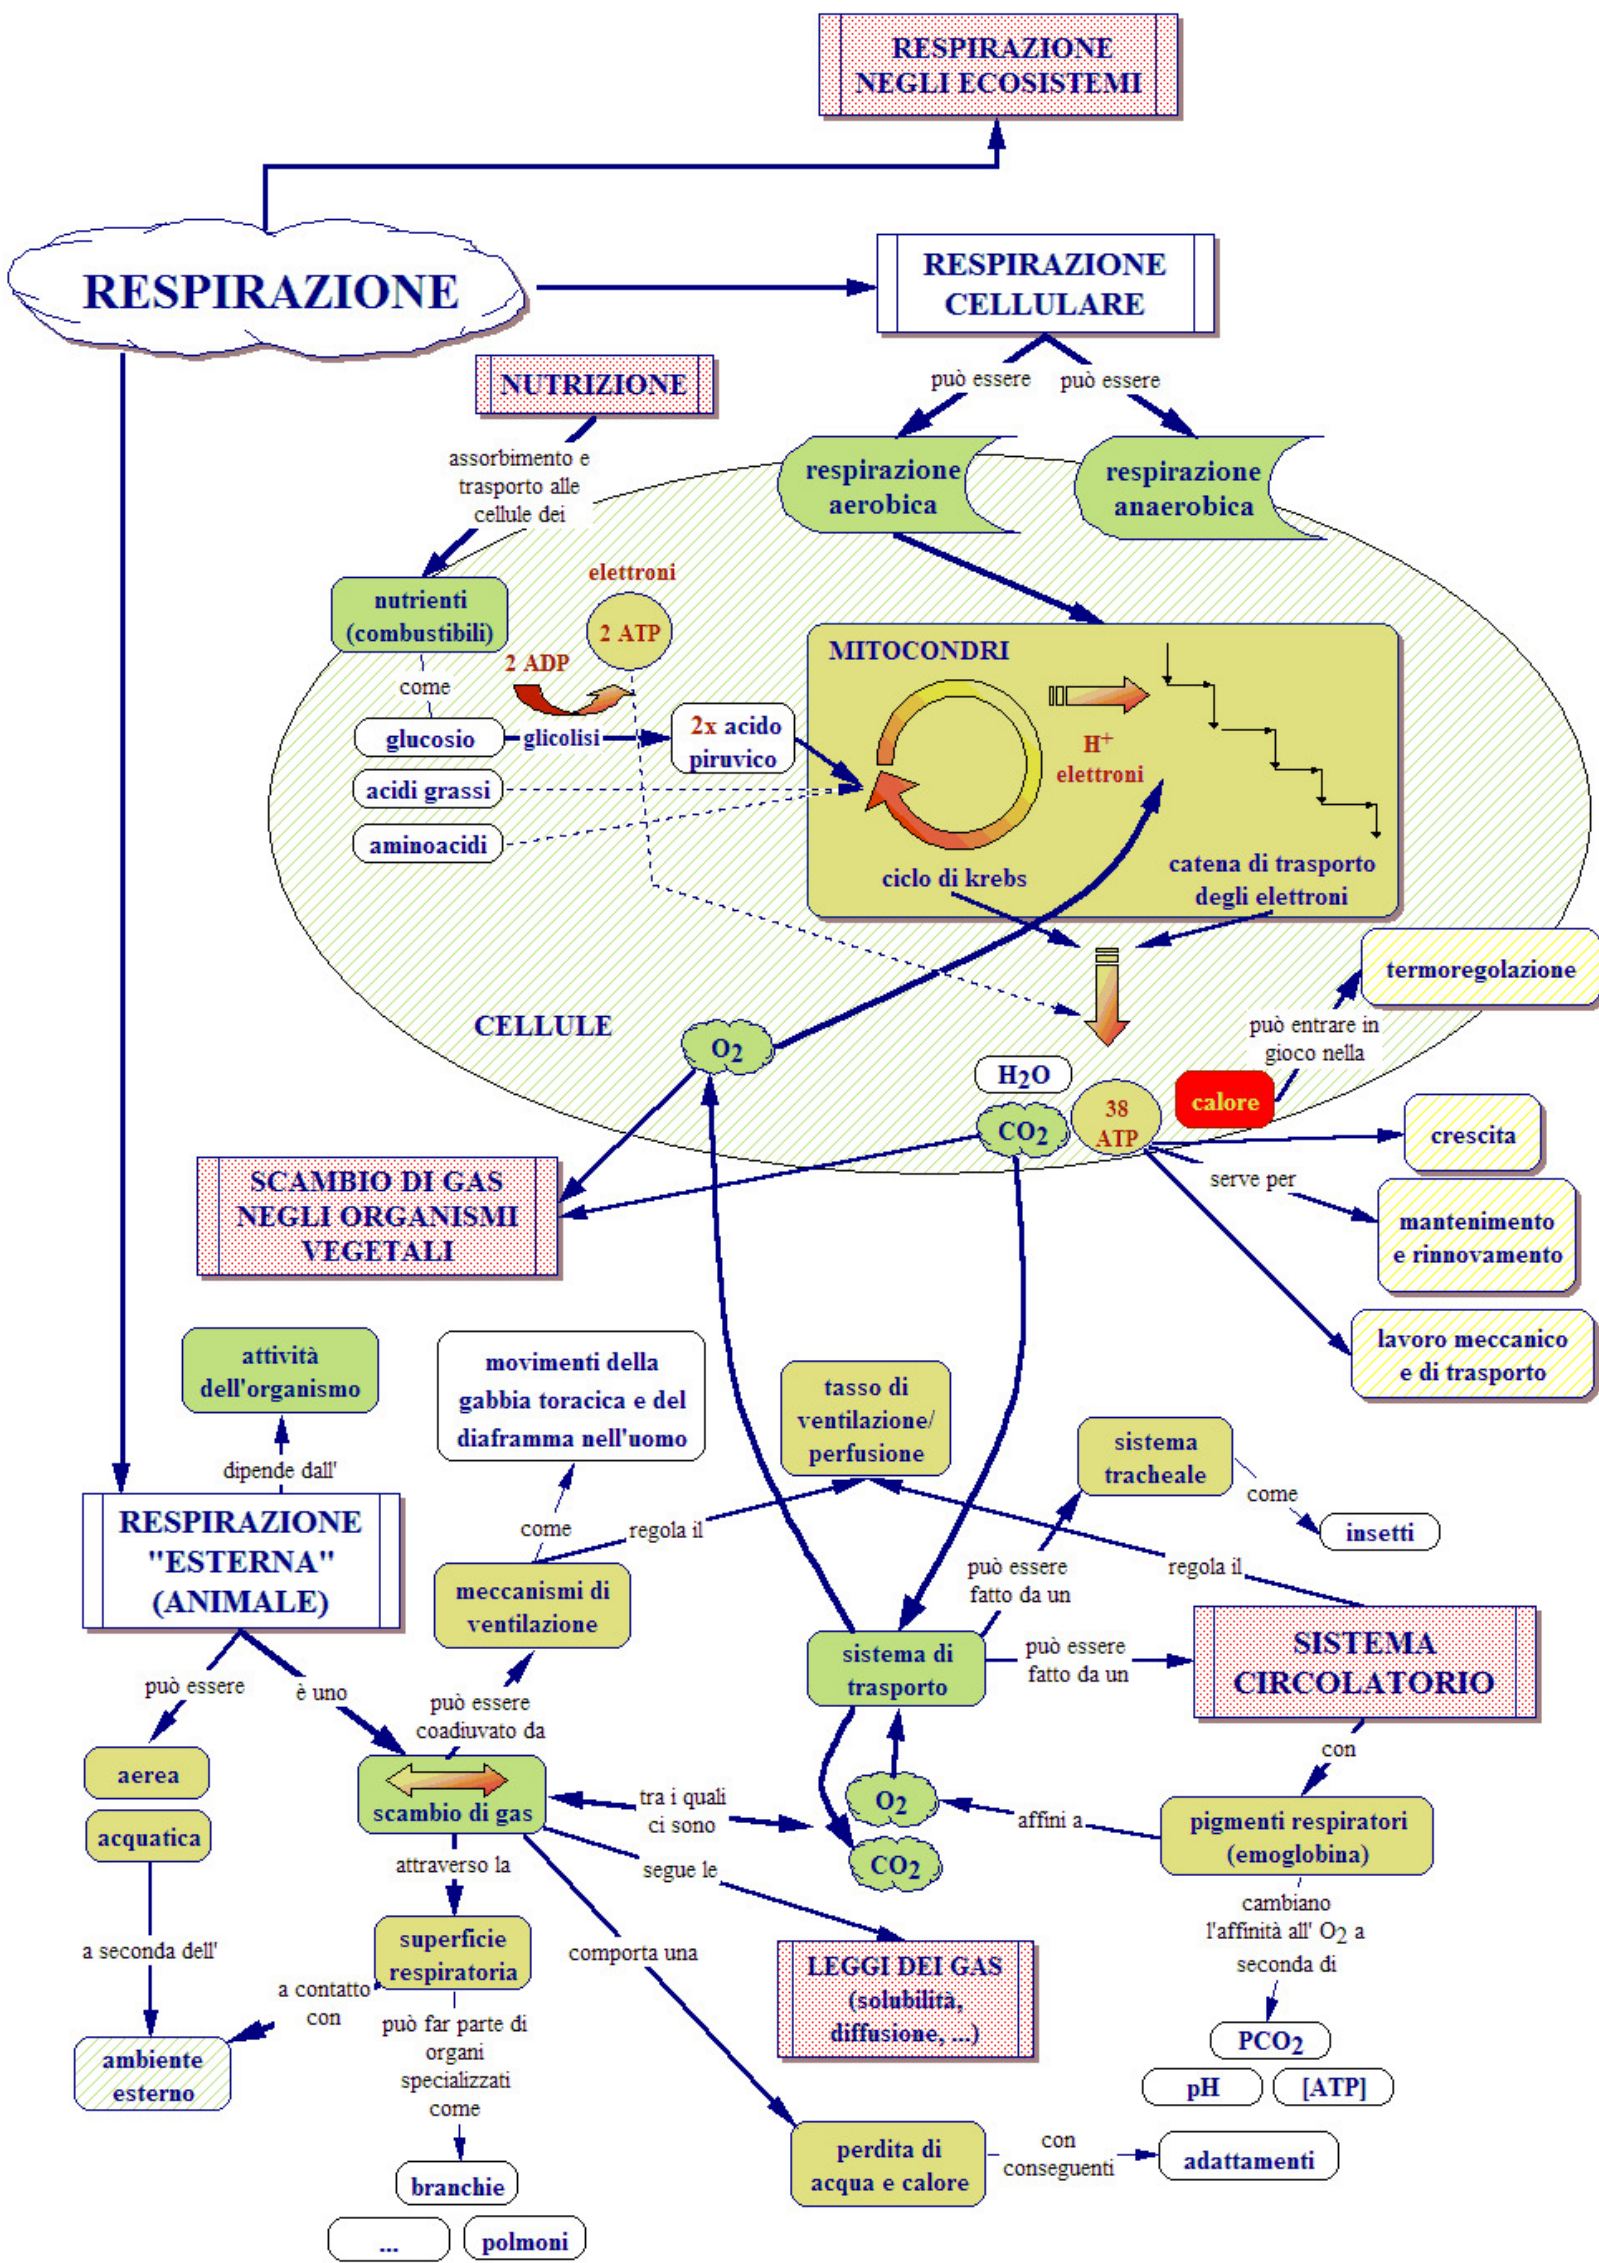 RESPIRAZIONE
NEGLI ECOSISTEMI
RESPIRAZIONE
RESPIRAZIONE
CELLULARE
NUTRIZIONE
può essere
può essere
assorbimento e
trasporto alle
cellule dei
respirazione
aerobica
respirazione
anaerobica
nutrienti
(combustibili)
elettroni
2 ATP
2 ADP
come
glucosio
glicolisi
2x acido
piruvico
acidi grassi
aminoacidi
MITOCONDRI
H+
elettroni
ciclo di krebs
catena di trasporto
degli elettroni
CELLULE
O2
H2O
CO2
38
ATP
calore
può entrare in
gioco nella
termoregolazione
crescita
serve per
mantenimento
e rinnovamento
lavoro meccanico
e di trasporto
SCAMBIO DI GAS
NEGLI ORGANISMI
VEGETALI
attività
dell'organismo
dipende dall'
RESPIRAZIONE
"ESTERNA"
(ANIMALE)
movimenti della
gabbia toracica e del
diaframma nell'uomo
come
regola il
tasso di
ventilazione/
perfusione
sistema
tracheale
come
insetti
meccanismi di
ventilazione
può essere
fatto da un
regola il
sistema di
trasporto
può essere
fatto da un
SISTEMA
CIRCOLATORIO
può essere
è uno
può essere
coadiuvato da
aerea
acquatica
scambio di gas
tra i quali
ci sono
O2
CO2
affini a
con
pigmenti respiratori
(emoglobina)
attraverso la
segue le
cambiano
l'affinità all' O2 a
seconda di
a seconda dell'
superficie
respiratoria
comporta una
LEGGI DEI GAS
(solubilità,
diffusione, ...)
a contatto
con
ambiente
esterno
può far parte di
organi
specializzati
come
PCO2
pH
[ATP]
perdita di
acqua e calore
con
conseguenti
adattamenti
branchie
...
polmoni